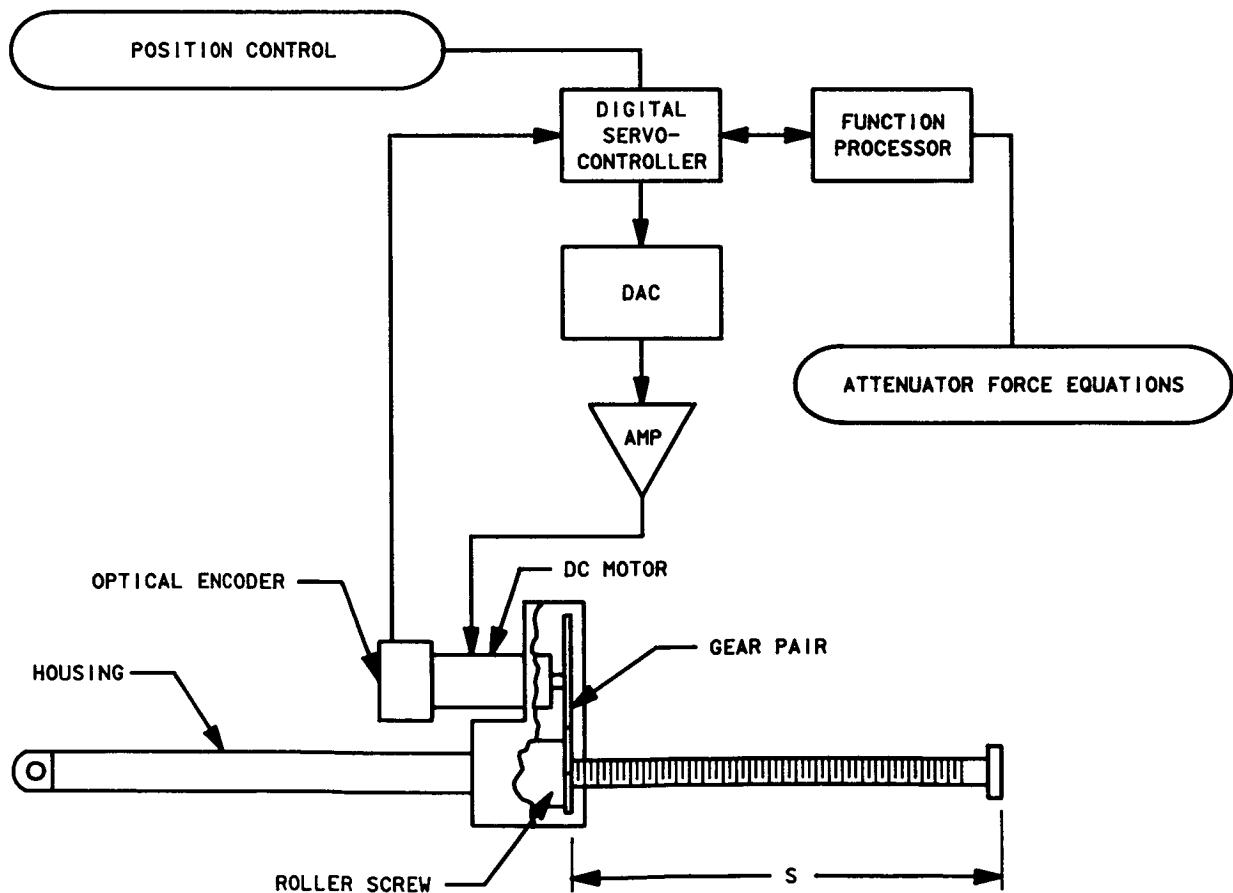 POSITION CONTROL
DIGITAL
SERVO-
CONTROLLER
FUNCTION
PROCESSOR
DAC
ATTENUATOR FORCE EQUATIONS
AMP
OPTICAL ENCODER
DC MOTOR
GEAR PAIR
HOUSING
ROLLER SCREW
S